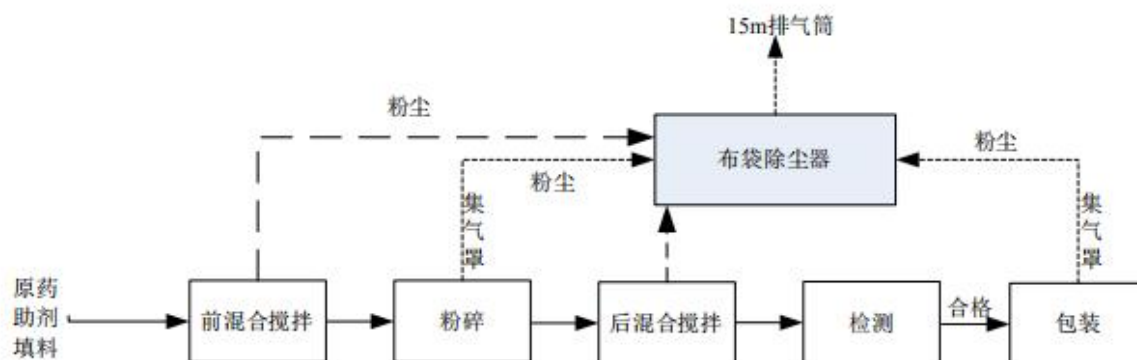 15m排气筒
粉尘
布袋除尘器
粉尘
粉尘
集气罩
集气罩
原药
助剂
填料
前混合搅拌
粉碎
后混合搅拌
检测
合格
包装